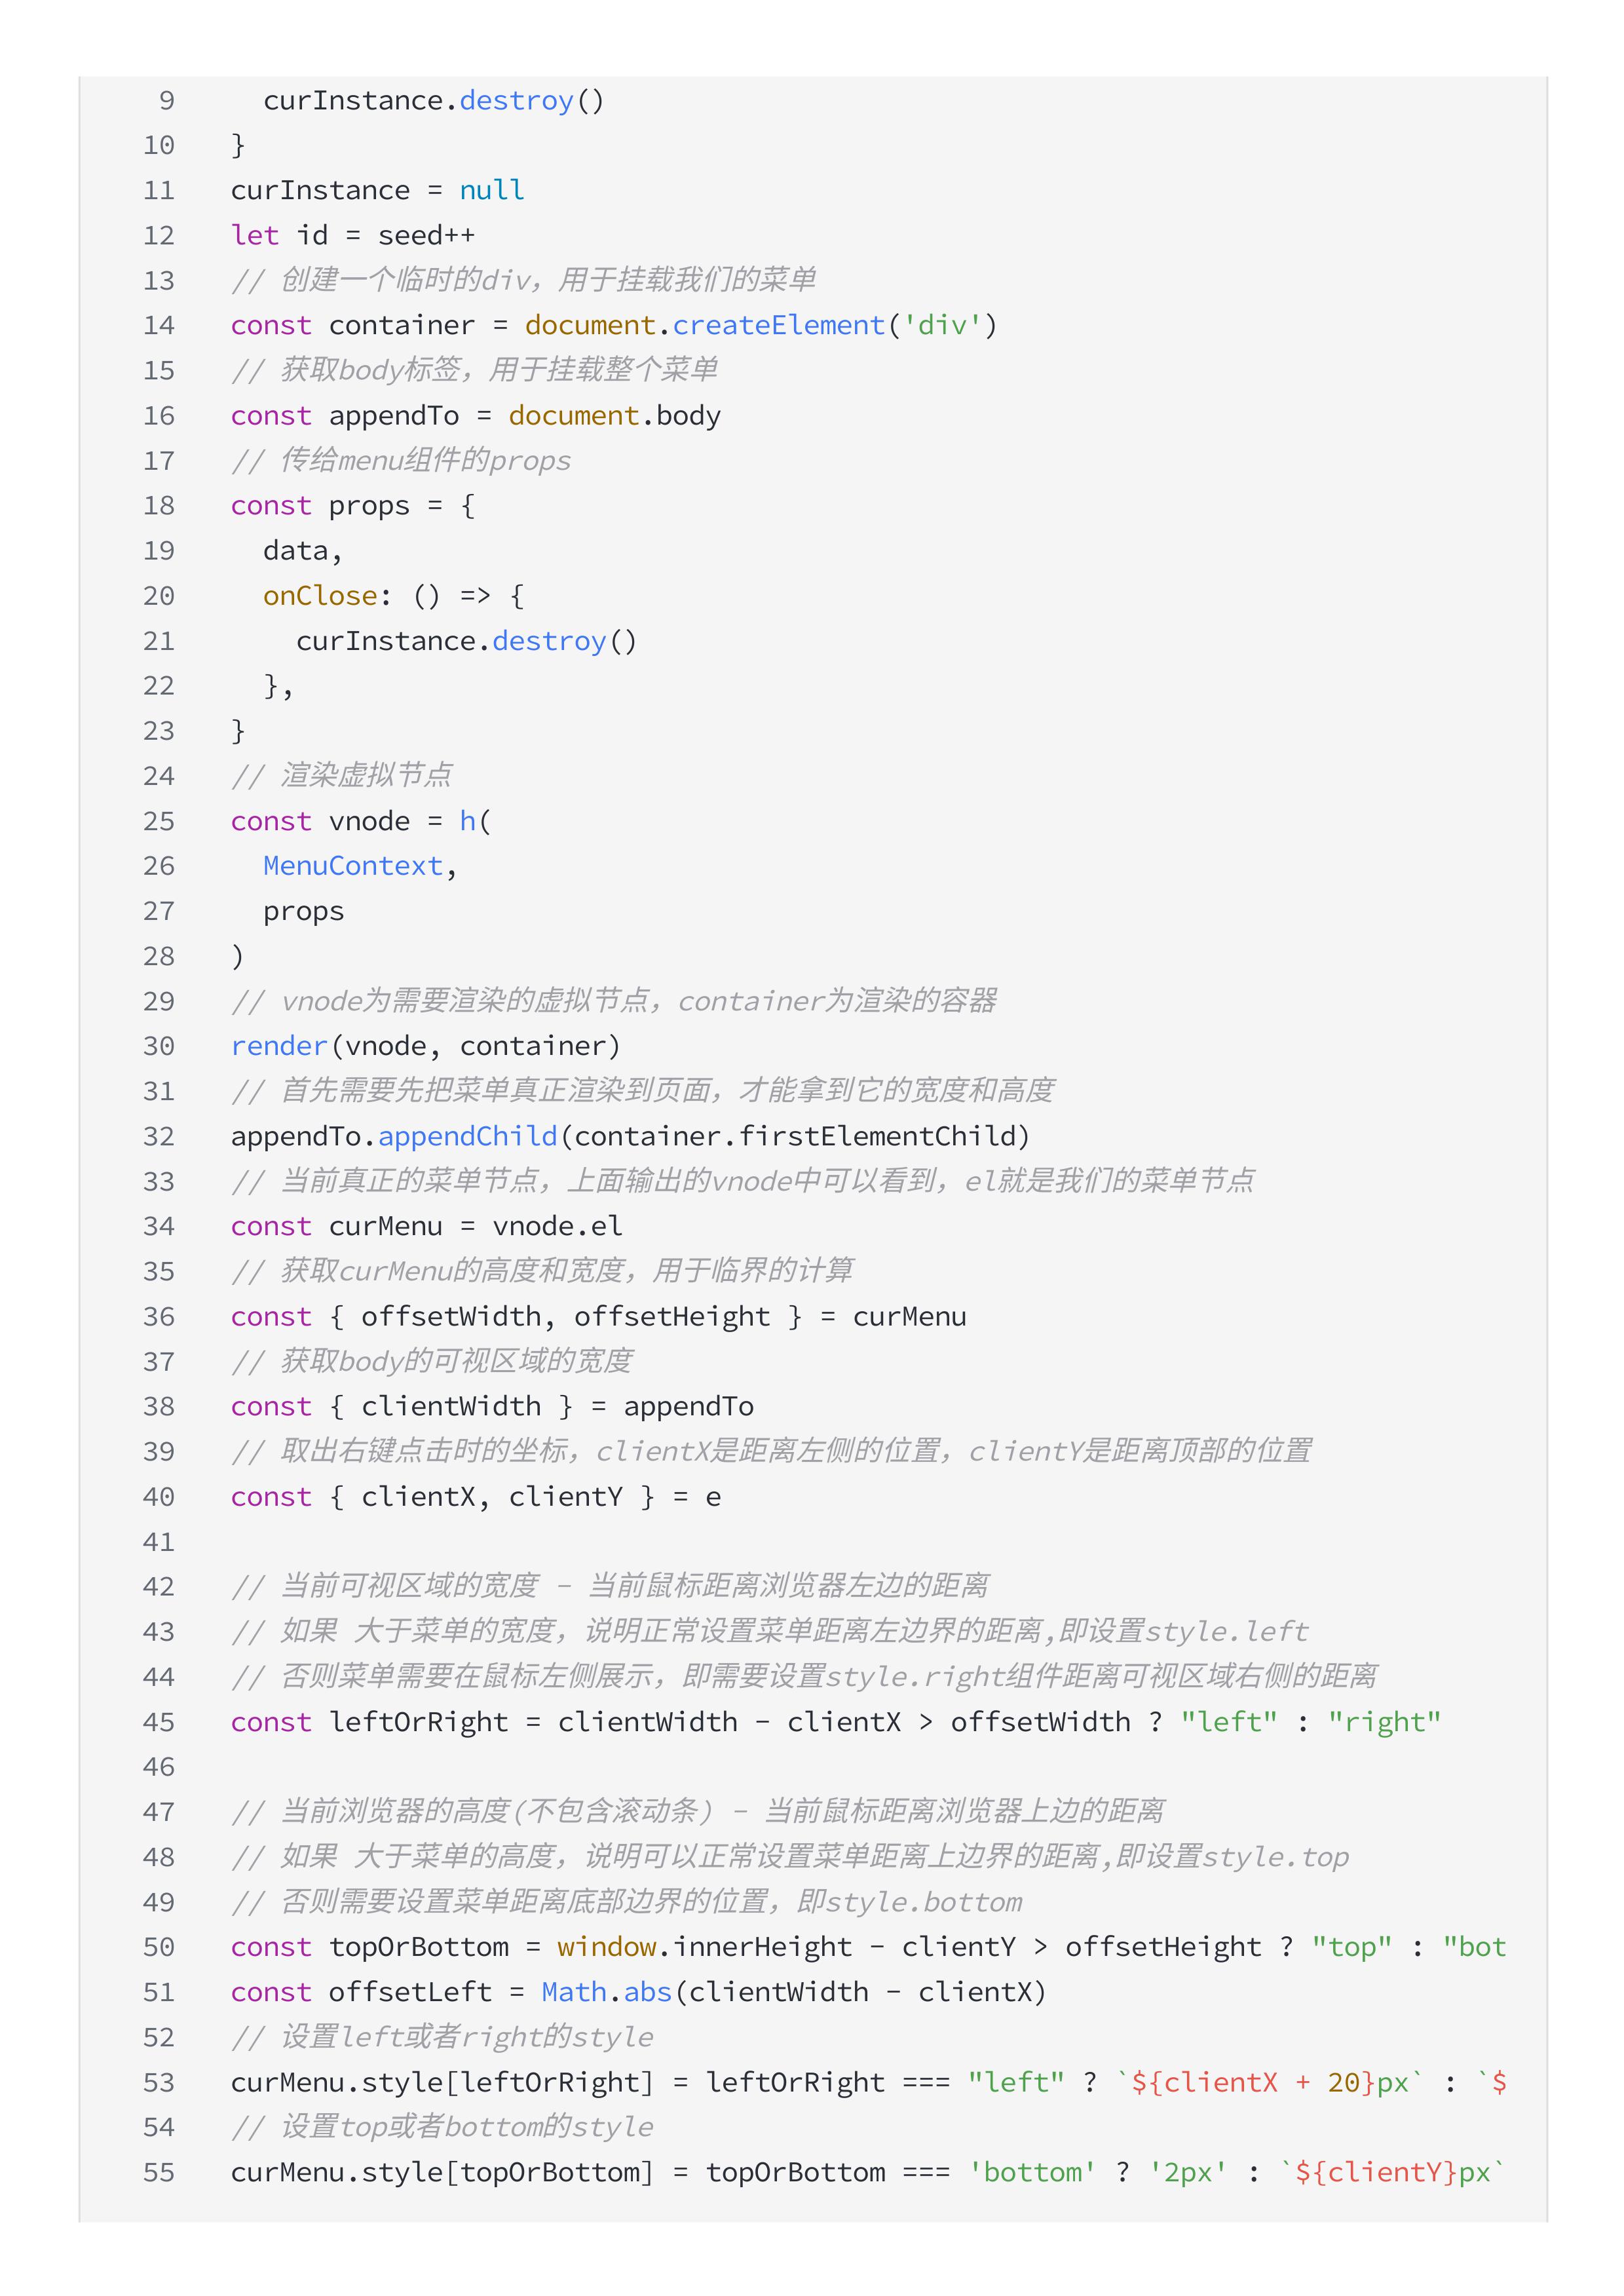 9 curInstance.destroy()
10 }
11 curInstance = null
12 let id = seed++
13 // 创建一个临时的div，用于挂载我们的菜单
14 const container = document.createElement('div')
15 // 获取body标签，用于挂载整个菜单
16 const appendTo = document.body
17 // 传给menu组件的props
18 const props = {
19 data,
20 onClose: () => {
21 curInstance.destroy()
22 },
23 }
24 // 渲染虚拟节点
25 const vnode = h(
26 MenuContext,
27 props
28 )
29 // vnode为需要渲染的虚拟节点，container为渲染的容器
30 render(vnode, container)
31 // 首先需要先把菜单真正渲染到页面，才能拿到它的宽度和高度
32 appendTo.appendChild(container.firstElementChild)
33 // 当前真正的菜单节点，上面输出的vnode中可以看到，el就是我们的菜单节点
34 const curMenu = vnode.el
35 // 获取curMenu的高度和宽度，用于临界的计算
36 const { offsetWidth, offsetHeight } = curMenu
37 // 获取body的可视区域的宽度
38 const { clientWidth } = appendTo
39 // 取出右键点击时的坐标，clientX是距离左侧的位置，clientY是距离顶部的位置
40 const { clientX, clientY } = e
41
42 // 当前可视区域的宽度 - 当前鼠标距离浏览器左边的距离
43 // 如果 大于菜单的宽度，说明正常设置菜单距离左边界的距离,即设置style.left
44 // 否则菜单需要在鼠标左侧展示，即需要设置style.right组件距离可视区域右侧的距离
45 const leftOrRight = clientWidth - clientX > offsetWidth ? "left" : "right"
46
47 // 当前浏览器的高度(不包含滚动条) - 当前鼠标距离浏览器上边的距离
48 // 如果 大于菜单的高度，说明可以正常设置菜单距离上边界的距离,即设置style.top
49 // 否则需要设置菜单距离底部边界的位置，即style.bottom
50 const topOrBottom = window.innerHeight - clientY > offsetHeight ? "top" : "bot
51 const offsetLeft = Math.abs(clientWidth - clientX)
52 // 设置left或者right的style
53 curMenu.style[leftOrRight] = leftOrRight === "left" ? `${clientX + 20}px` : `$
54 // 设置top或者bottom的style
55 curMenu.style[topOrBottom] = topOrBottom === 'bottom' ? '2px' : `${clientY}px`